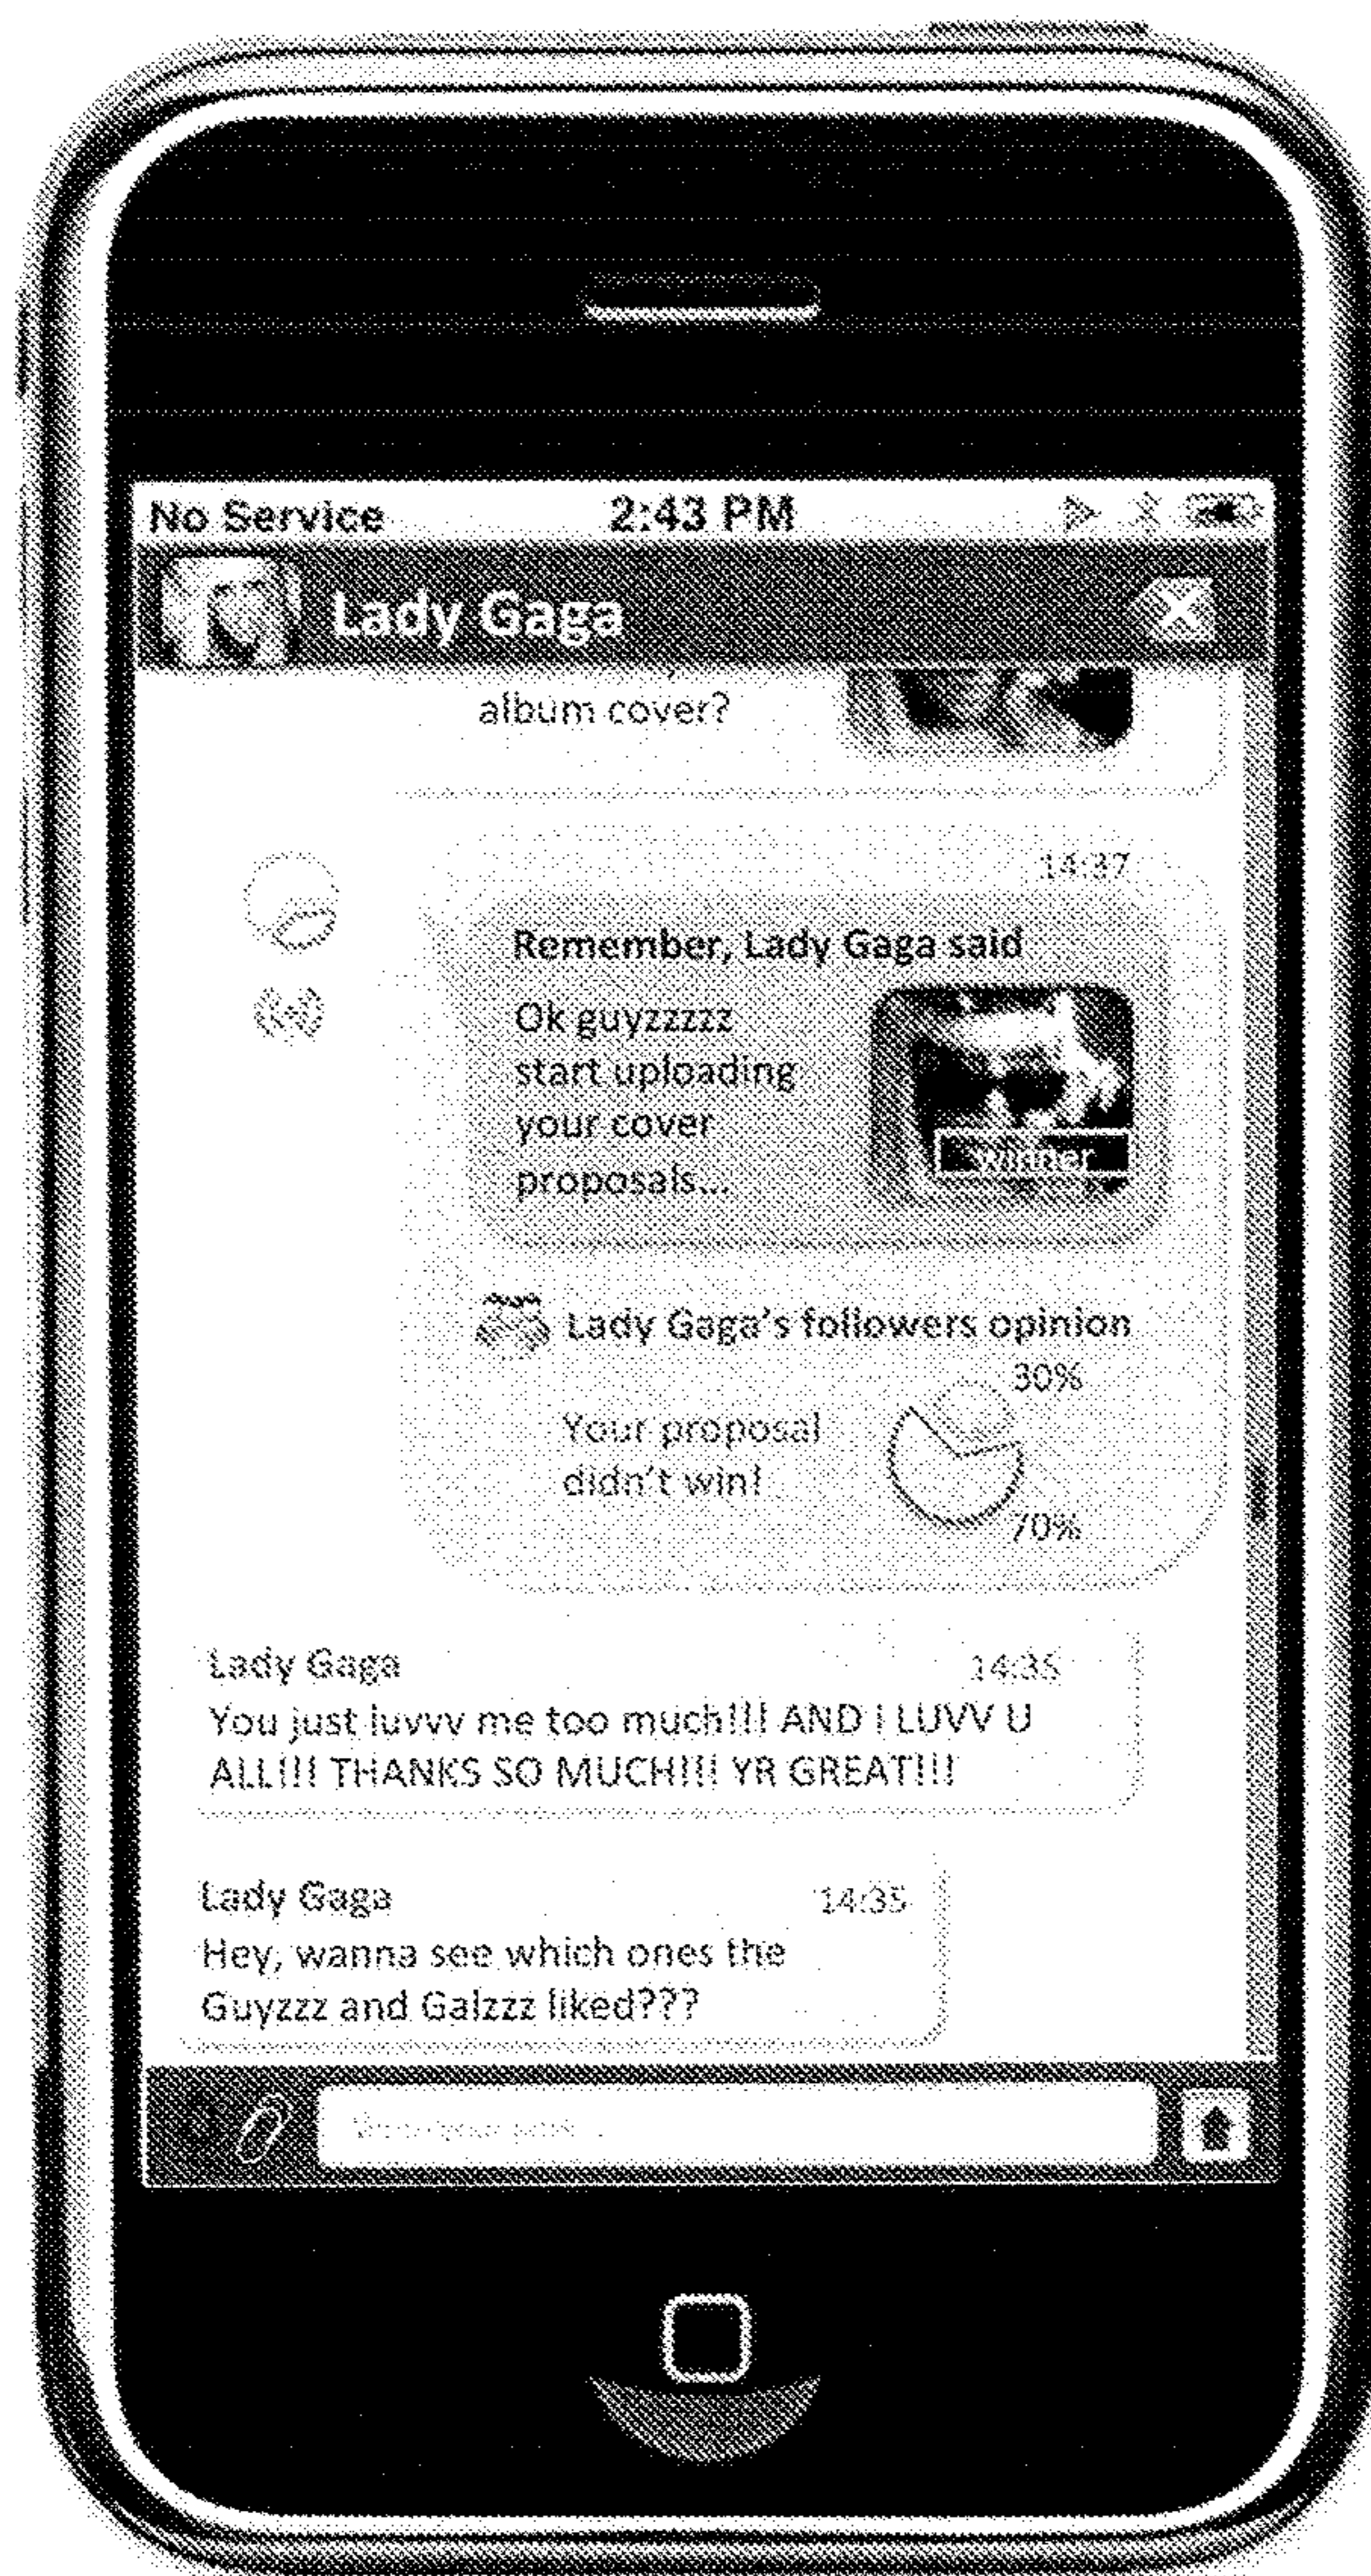 No Service 2:43 PM
Lady Gaga
album cover?
14:37
Remember, Lady Gaga said
Ok guyzzzzz
start uploading
your cover
proposals...
winner
Lady Gaga's followers opinion
30%
Your proposal
didn't win!
70%
Lady Gaga 14:35
You just luvvv me too much!!! AND I LUVV U
ALL!!! THANKS SO MUCH!!! YR GREAT!!!
Lady Gaga 14:35
Hey, wanna see which ones the
Guyzzz and Galzzz liked???